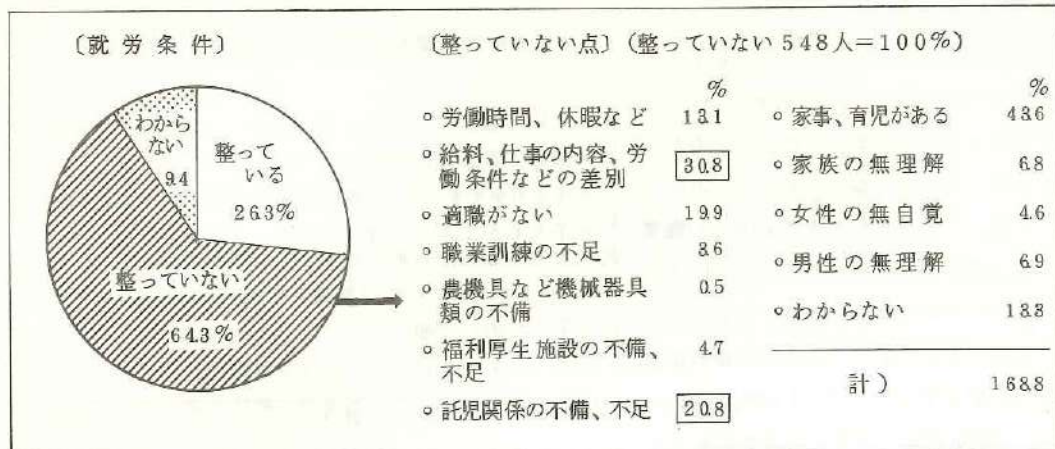 〔就労条件〕
わからない
9.4
整っている
26.3%
整っていない
64.3%
〔整っていない点〕(整っていない548人=100%)
%
○ 労働時間、休暇など 13.1
○ 給料、仕事の内容、労
働条件などの差別 30.8
○ 適職がない 19.9
○ 職業訓練の不足 3.6
○ 農機具など機械器具 0.5
類の不備
○ 福利厚生施設の不備、 4.7
不足
○ 託児関係の不備、不足 20.8
%
○ 家事、育児がある 43.6
○ 家族の無理解 6.8
○ 女性の無自覚 4.6
○ 男性の無理解 6.9
○ わからない 13.3
計) 168.8